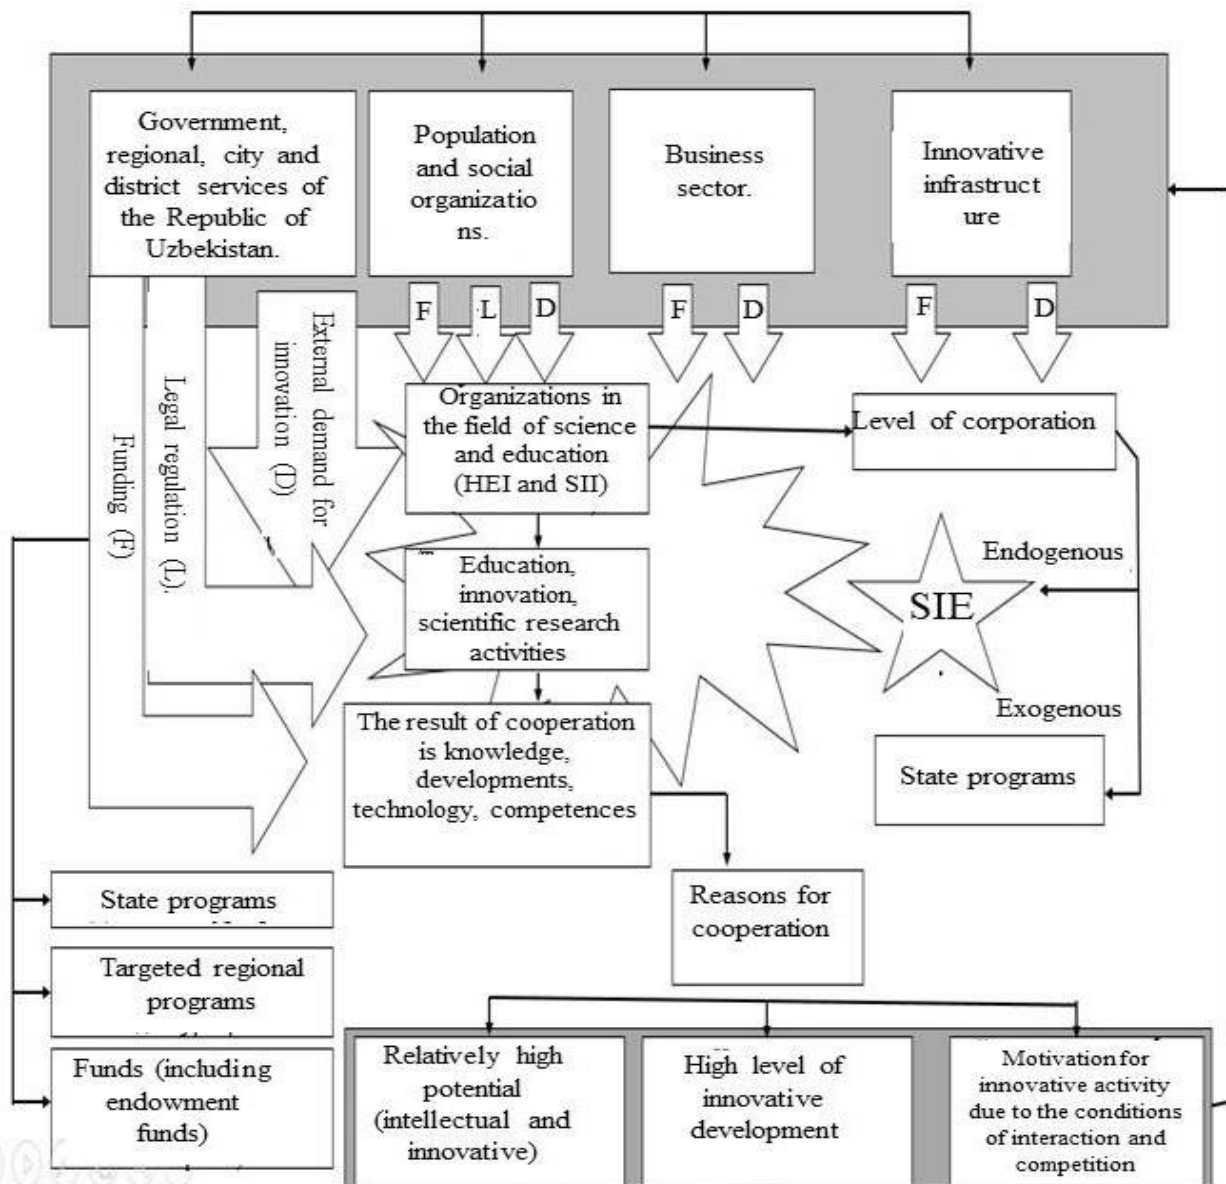 Government,
regional, city and
district services of
the Republic of
Uzbekistan.
Population
and social
organizatio
ns.
Business
sector.
Innovative
infrastruct
ure
F
L
D
F
D
F
D
Funding (F)
Legal regulation (L).
External demand for
innovation (D)
Organizations in
the field of science
and education
(HEI and SII)
Level of corporation
Education,
innovation,
scientific research
activities
Endogenous
SIE
Exogenous
State programs
The result of cooperation
is knowledge,
developments,
technology, competences
Reasons for
cooperation
State programs
Targeted regional
programs
Funds (including
endowment
funds)
Relatively high
potential
(intellectual and
innovative)
High level of
innovative
development
Motivation for
innovative activity
due to the conditions
of interaction and
competition